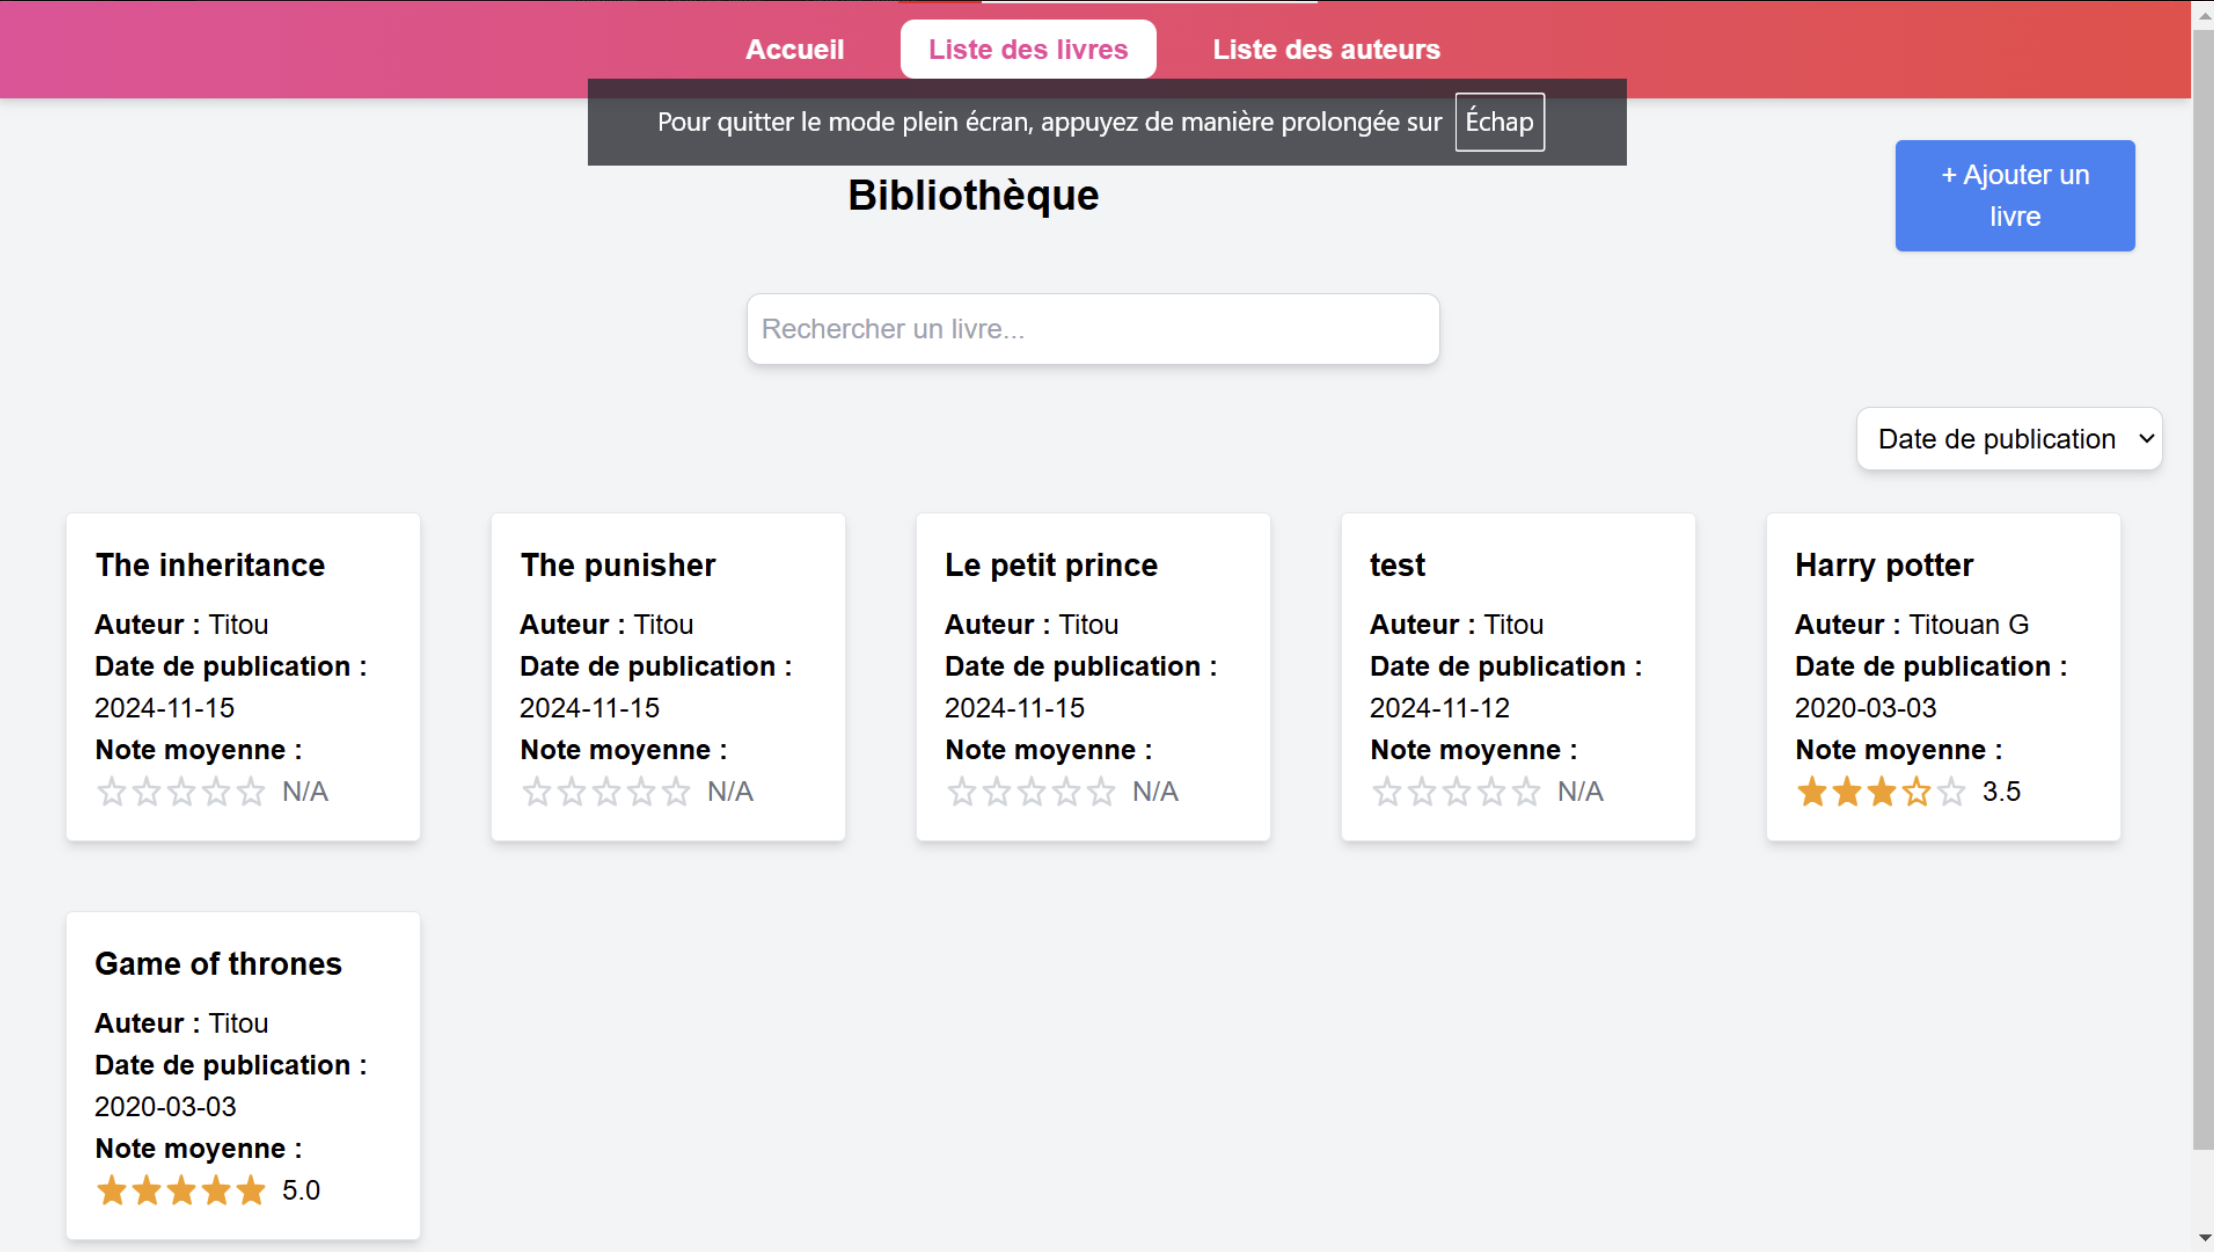 Accueil
Liste des livres
Liste des auteurs
Pour quitter le mode plein écran, appuyez de manière prolongée sur Échap
Bibliothèque
+ Ajouter un
livre
Rechercher un livre...
Date de publication
The inheritance
Auteur : Titou
Date de publication :
2024-11-15
Note moyenne :
N/A
The punisher
Auteur : Titou
Date de publication :
2024-11-15
Note moyenne :
N/A
Le petit prince
Auteur : Titou
Date de publication :
2024-11-15
Note moyenne :
N/A
test
Auteur : Titou
Date de publication :
2024-11-12
Note moyenne :
N/A
Harry potter
Auteur : Titouan G
Date de publication :
2020-03-03
Note moyenne :
3.5
Game of thrones
Auteur : Titou
Date de publication :
2020-03-03
Note moyenne :
5.0